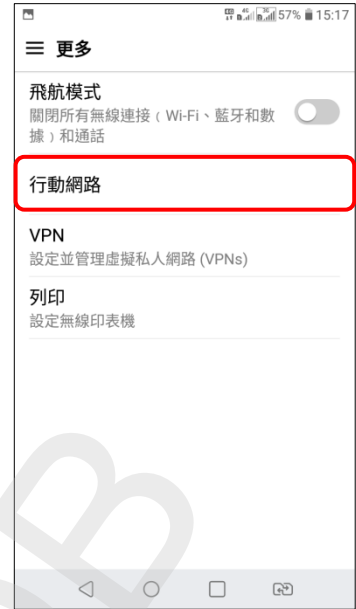 57% 15:17
更多
飛航模式
關閉所有無線連接（Wi-Fi、藍牙和數
據）和通話
行動網路
VPN
設定並管理虛擬私人網路 (VPNs)
列印
設定無線印表機